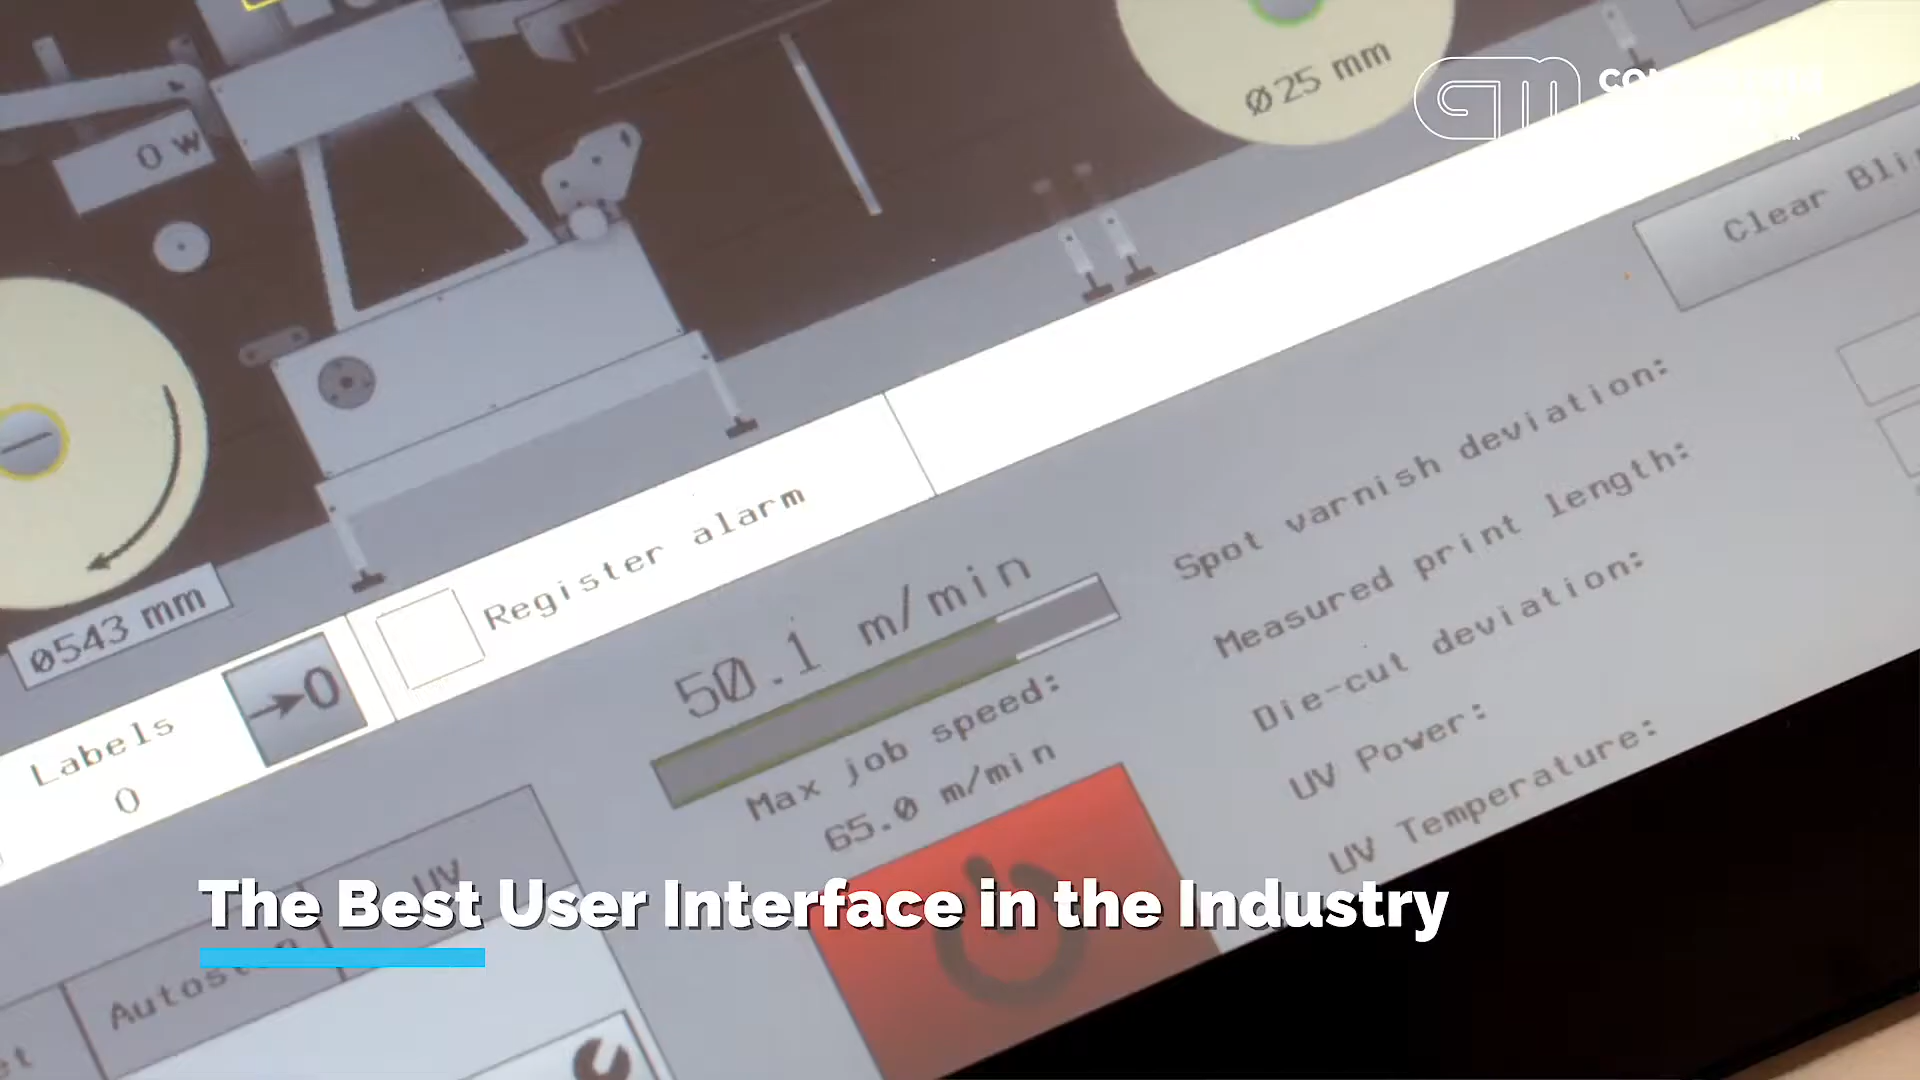 Ø25 mm
GM
0 W
Clear
Ø543 mm
Register alarm
Labels
0
→0
50.1 m/min
Max job speed:
65.0 m/min
Spot varnish deviation:
Measured print length:
Die-cut deviation:
UV Power:
UV Temperature:
UV
The Best User Interface in the Industry